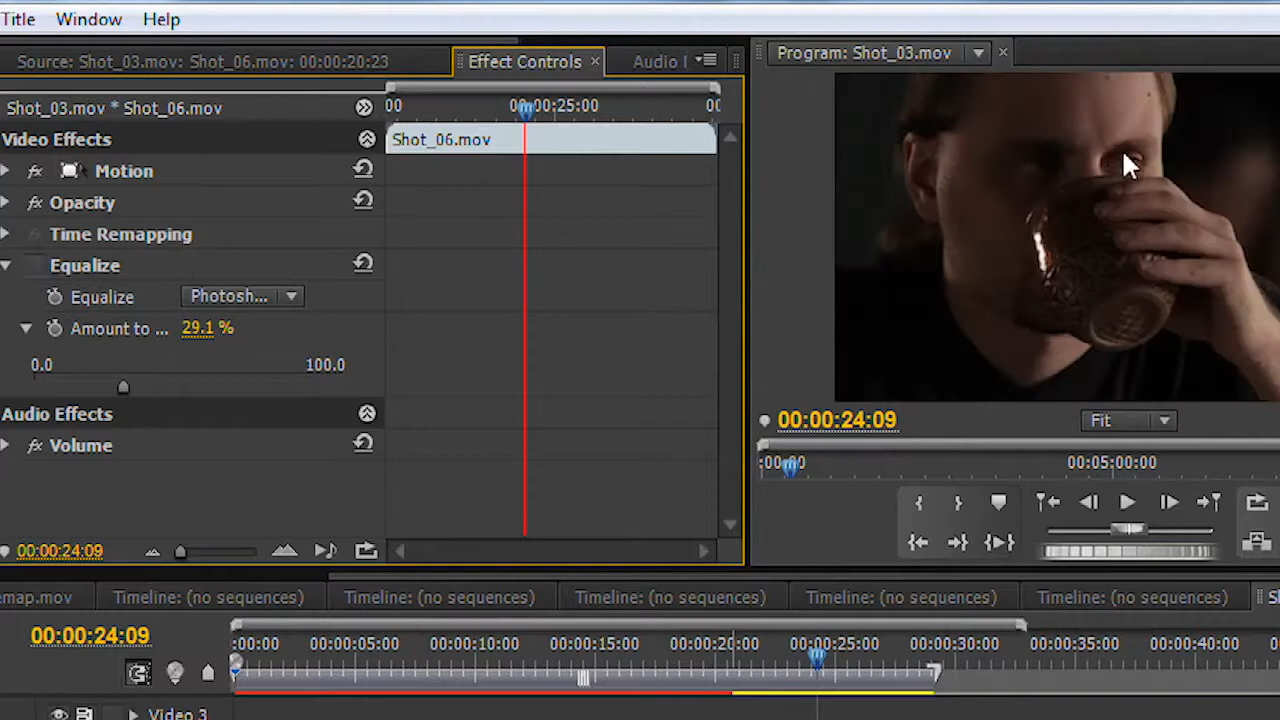 Title Window Help
Source: Shot_03.mov: Shot_06.mov: 00:00:20:23
Effect Controls ×
Audio
Program: Shot_03.mov
Shot_03.mov * Shot_06.mov
00 00:00:25:00
Video Effects
Shot_06.mov
fx Motion
fx Opacity
Time Remapping
Equalize
Equalize Photosh...
Amount to ... 29.1 %
0.0 100.0
Audio Effects
fx Volume
00:00:24:09
00:00:24:09 Fit
:00:00 00:05:00:00
emap.mov Timeline: (no sequences) Timeline: (no sequences) Timeline: (no sequences) Timeline: (no sequences) Timeline: (no sequences)
00:00:24:09
:00:00 00:00:05:00 00:00:10:00 00:00:15:00 00:00:20:00 00:00:25:00 00:00:30:00 00:00:35:00 00:00:40:00
Video 3